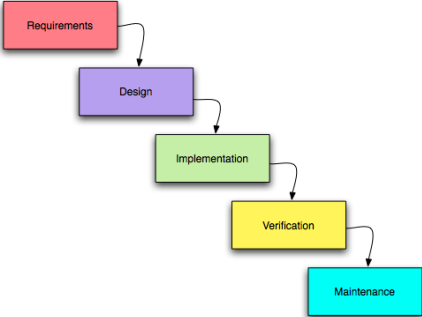 Requirements
Design
Implementation
Verification
Maintenance